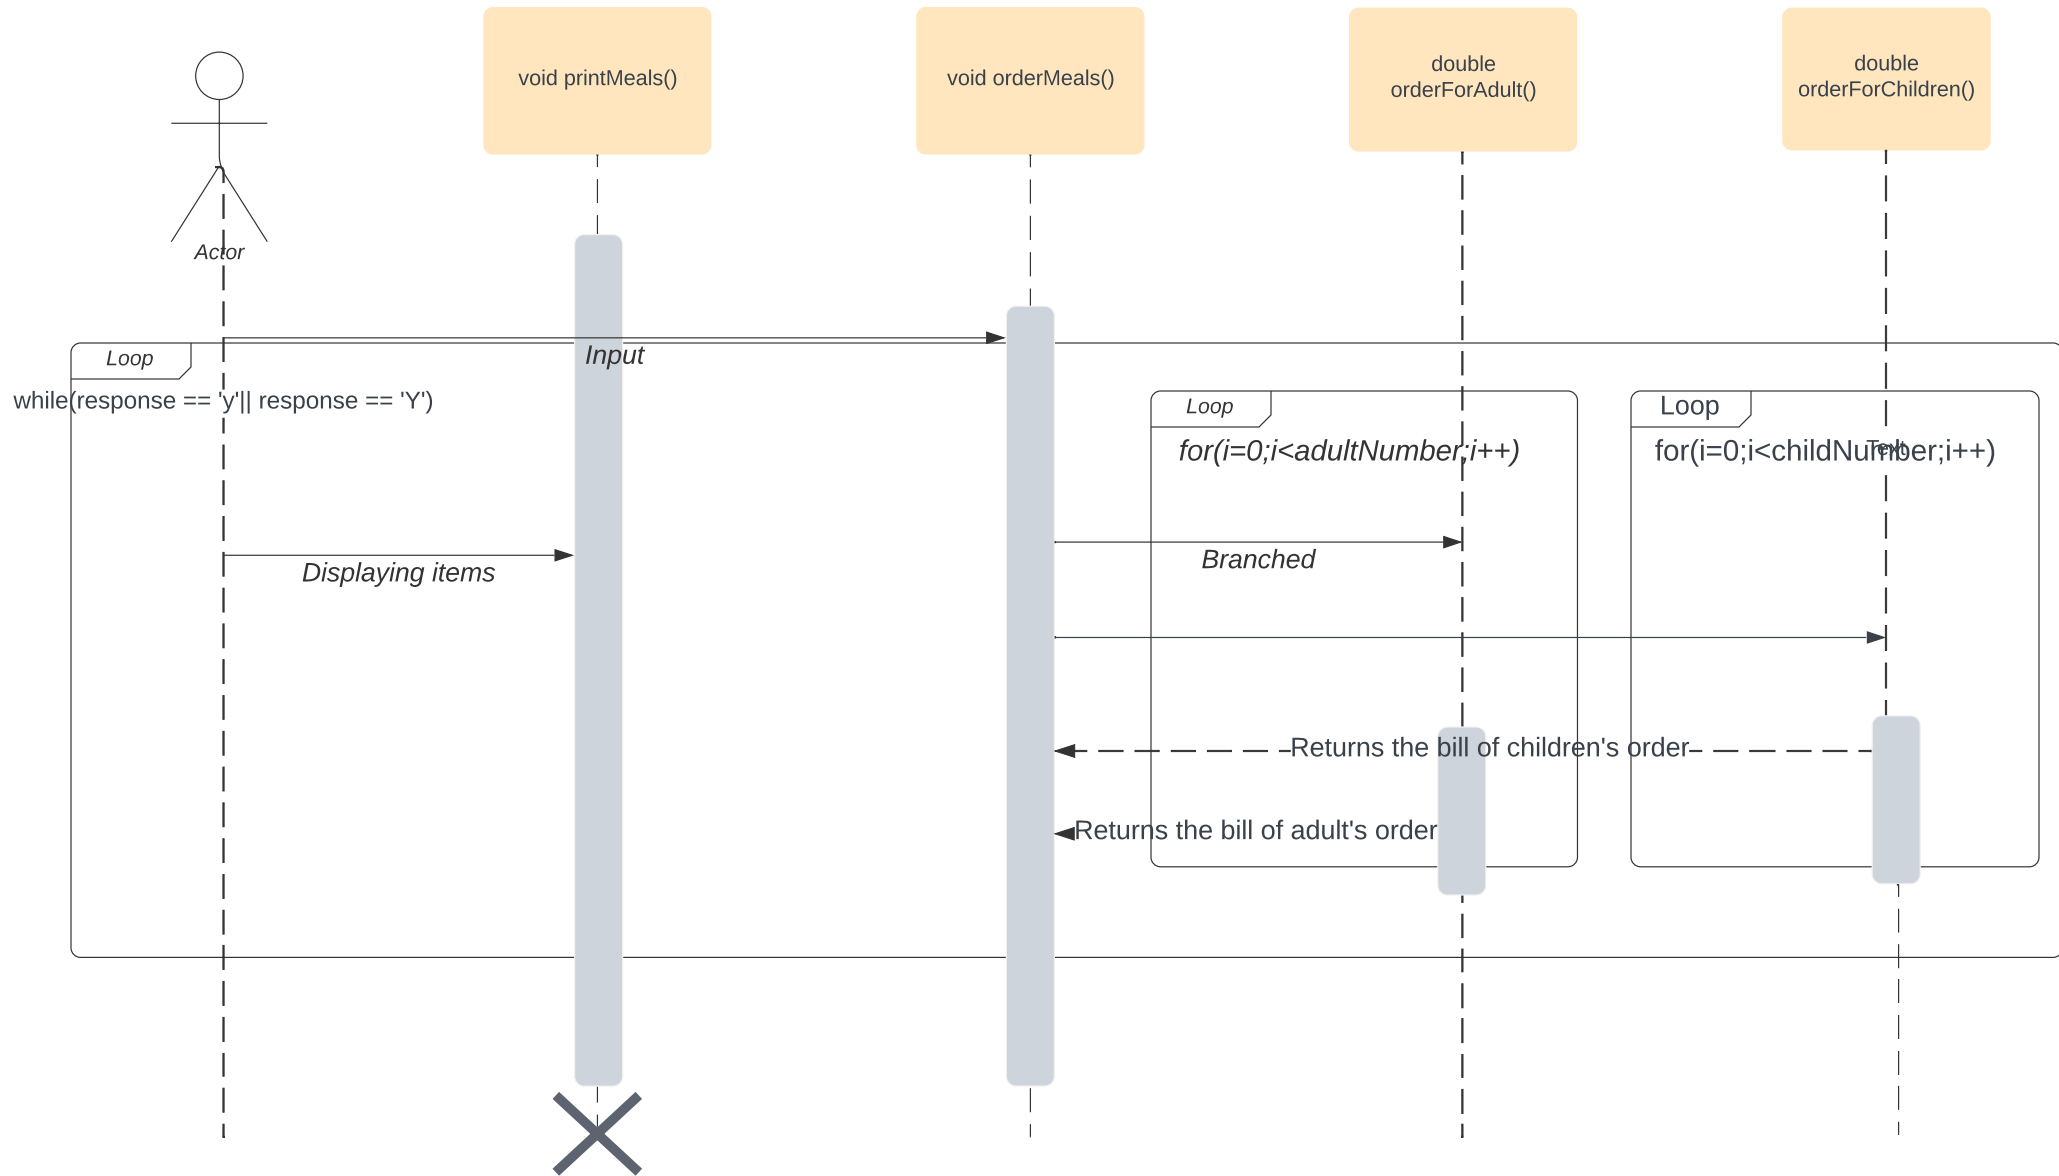 void printMeals()
void orderMeals()
double
orderForAdult()
double
orderForChildren()
Actor
Input
Loop
while(response == 'y'|| response == 'Y')
Loop
for(i=0;i<adultNumber;i++)
Loop
for(i=0;i<childNumber;i++)
Text
Displaying items
Branched
Returns the bill of children's order
Returns the bill of adult's order